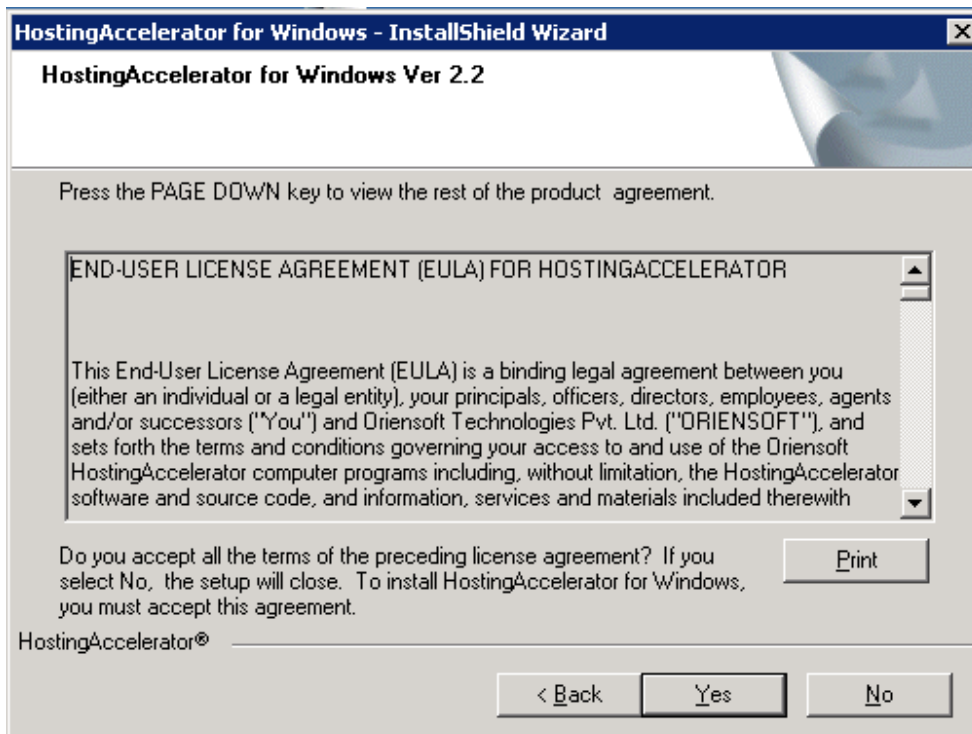 HostingAccelerator for Windows - InstallShield Wizard
HostingAccelerator for Windows Ver 2.2
Press the PAGE DOWN key to view the rest of the product  agreement.
END-USER LICENSE AGREEMENT (EULA) FOR HOSTINGACCELERATOR
This End-User License Agreement (EULA) is a binding legal agreement between you
(either an individual or a legal entity), your principals, officers, directors, employees, agents
and/or successors ("You") and Oriensoft Technologies Pvt. Ltd. ("ORIENSOFT"), and
sets forth the terms and conditions governing your access to and use of the Oriensoft
HostingAccelerator computer programs including, without limitation, the HostingAccelerator
software and source code, and information, services and materials included therewith
Do you accept all the terms of the preceding license agreement?  If you
select No,  the setup will close.  To install HostingAccelerator for Windows,
you must accept this agreement.
Print
HostingAccelerator®
< Back
Yes
No